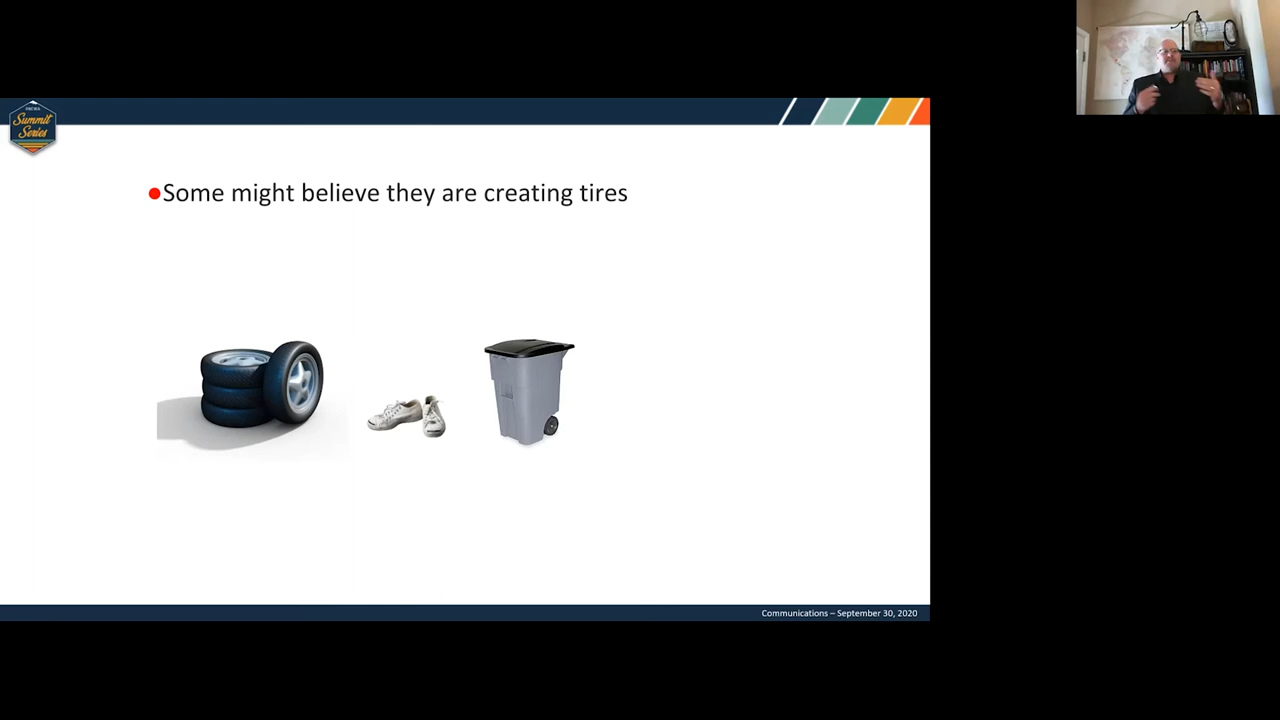 Summit
Series
●Some might believe they are creating tires
Communications – September 30, 2020